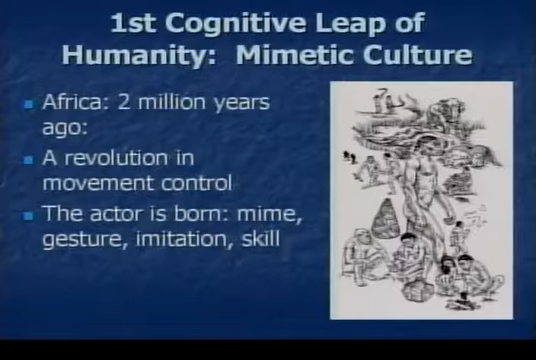 1st Cognitive Leap of
Humanity: Mimetic Culture
Africa: 2 million years
ago:
A revolution in
movement control
The actor is born: mime,
gesture, imitation, skill